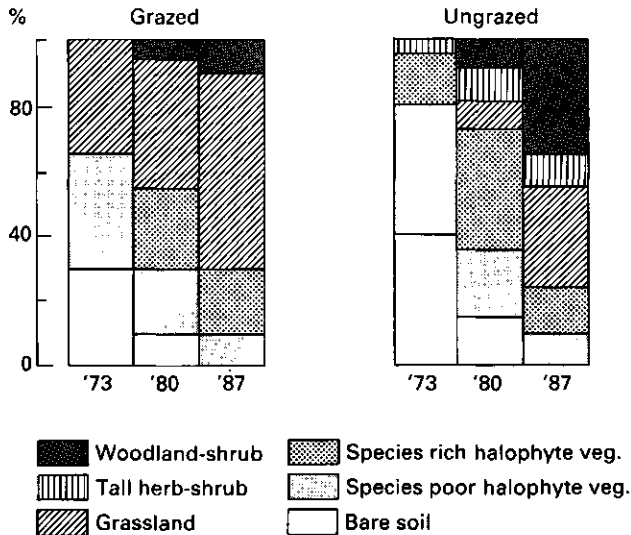 % Grazed Ungrazed
80
40
0
'73 '80 '87 '73 '80 '87
Woodland-shrub Species rich halophyte veg.
Tall herb-shrub Species poor halophyte veg.
Grassland Bare soil